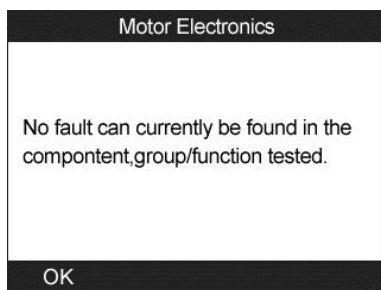 Motor Electronics
No fault can currently be found in the
compontent,group/function tested.
OK